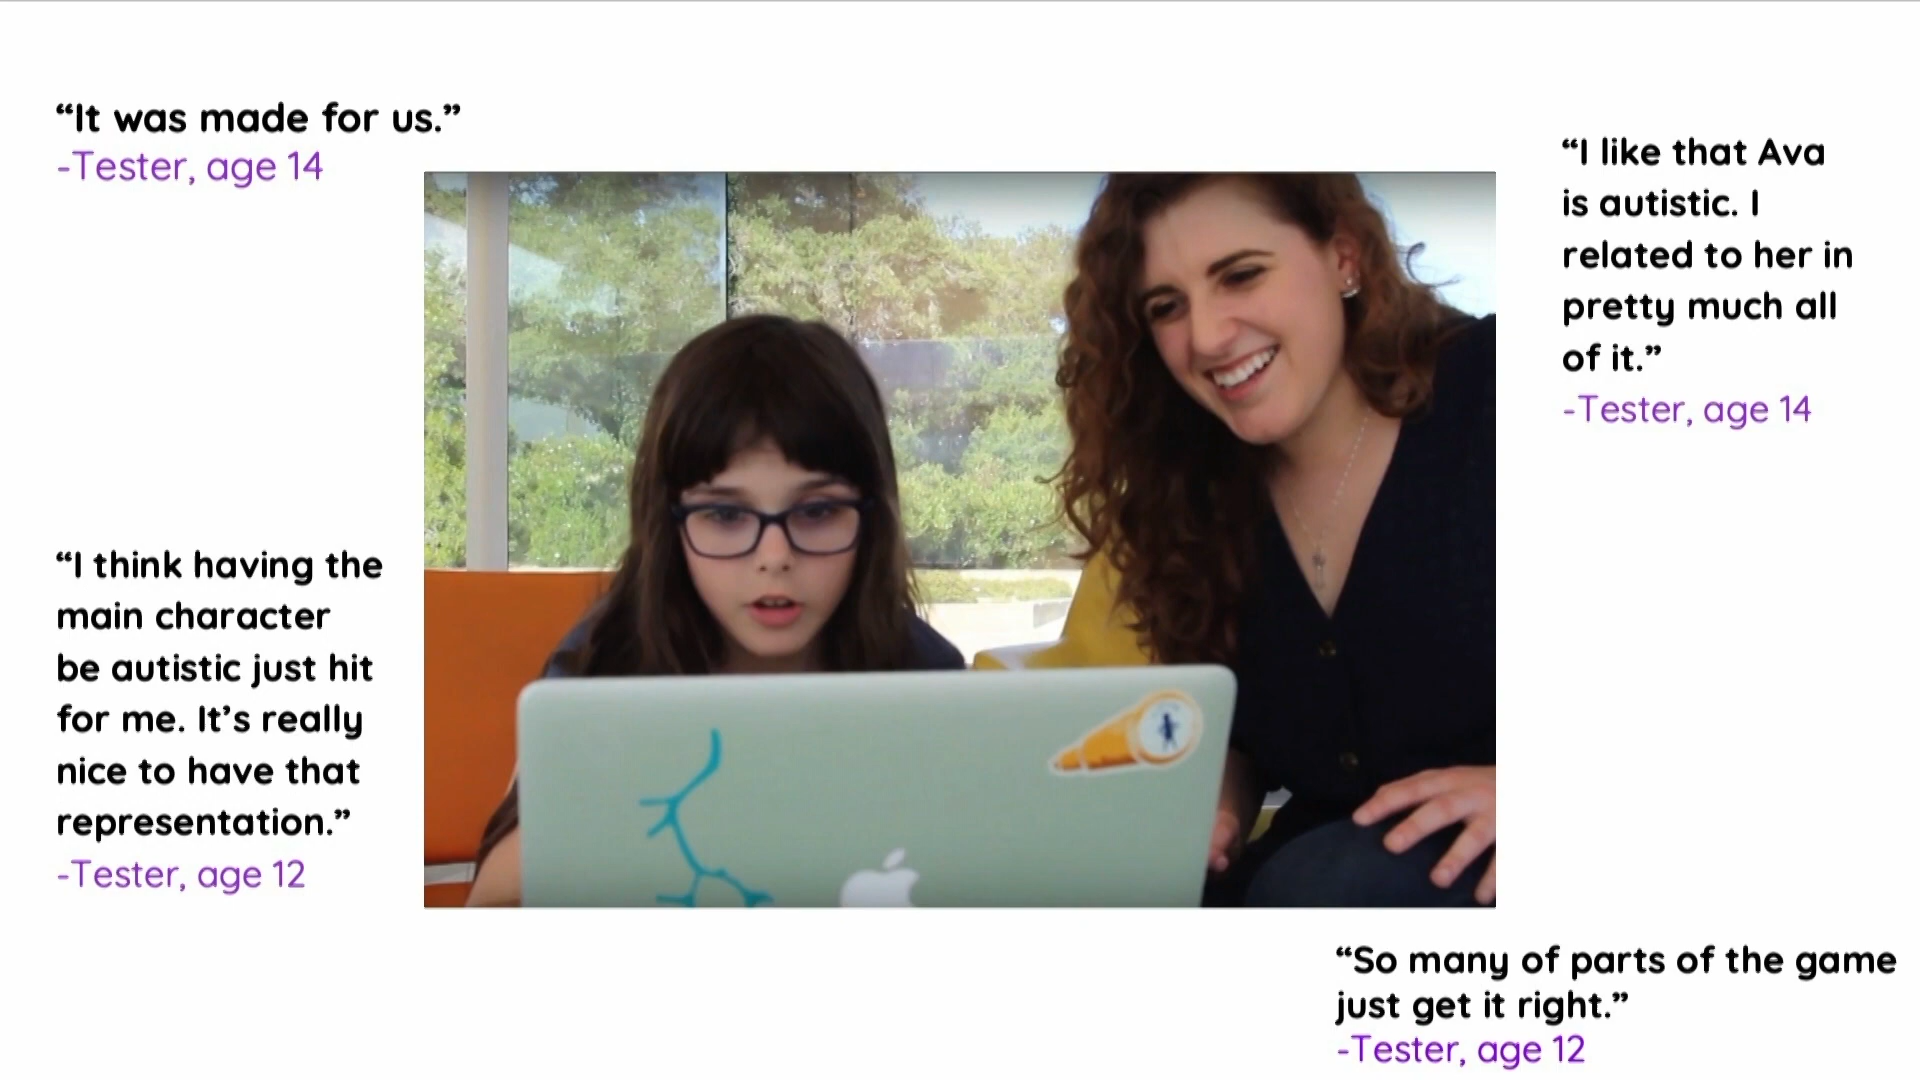 “It was made for us.”
-Tester, age 14
“I like that Ava
is autistic. I
related to her in
pretty much all
of it.”
-Tester, age 14
“I think having the
main character
be autistic just hit
for me. It’s really
nice to have that
representation.”
-Tester, age 12
“So many of parts of the game
just get it right.”
-Tester, age 12